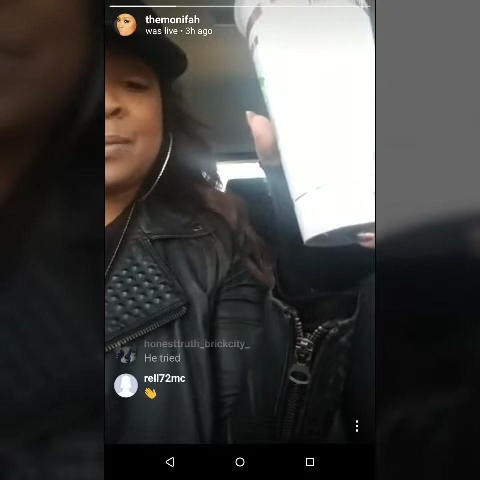 themonifah
was live • 3h ago
honesttruth_brickcity_
He tried
rell72mc
👏